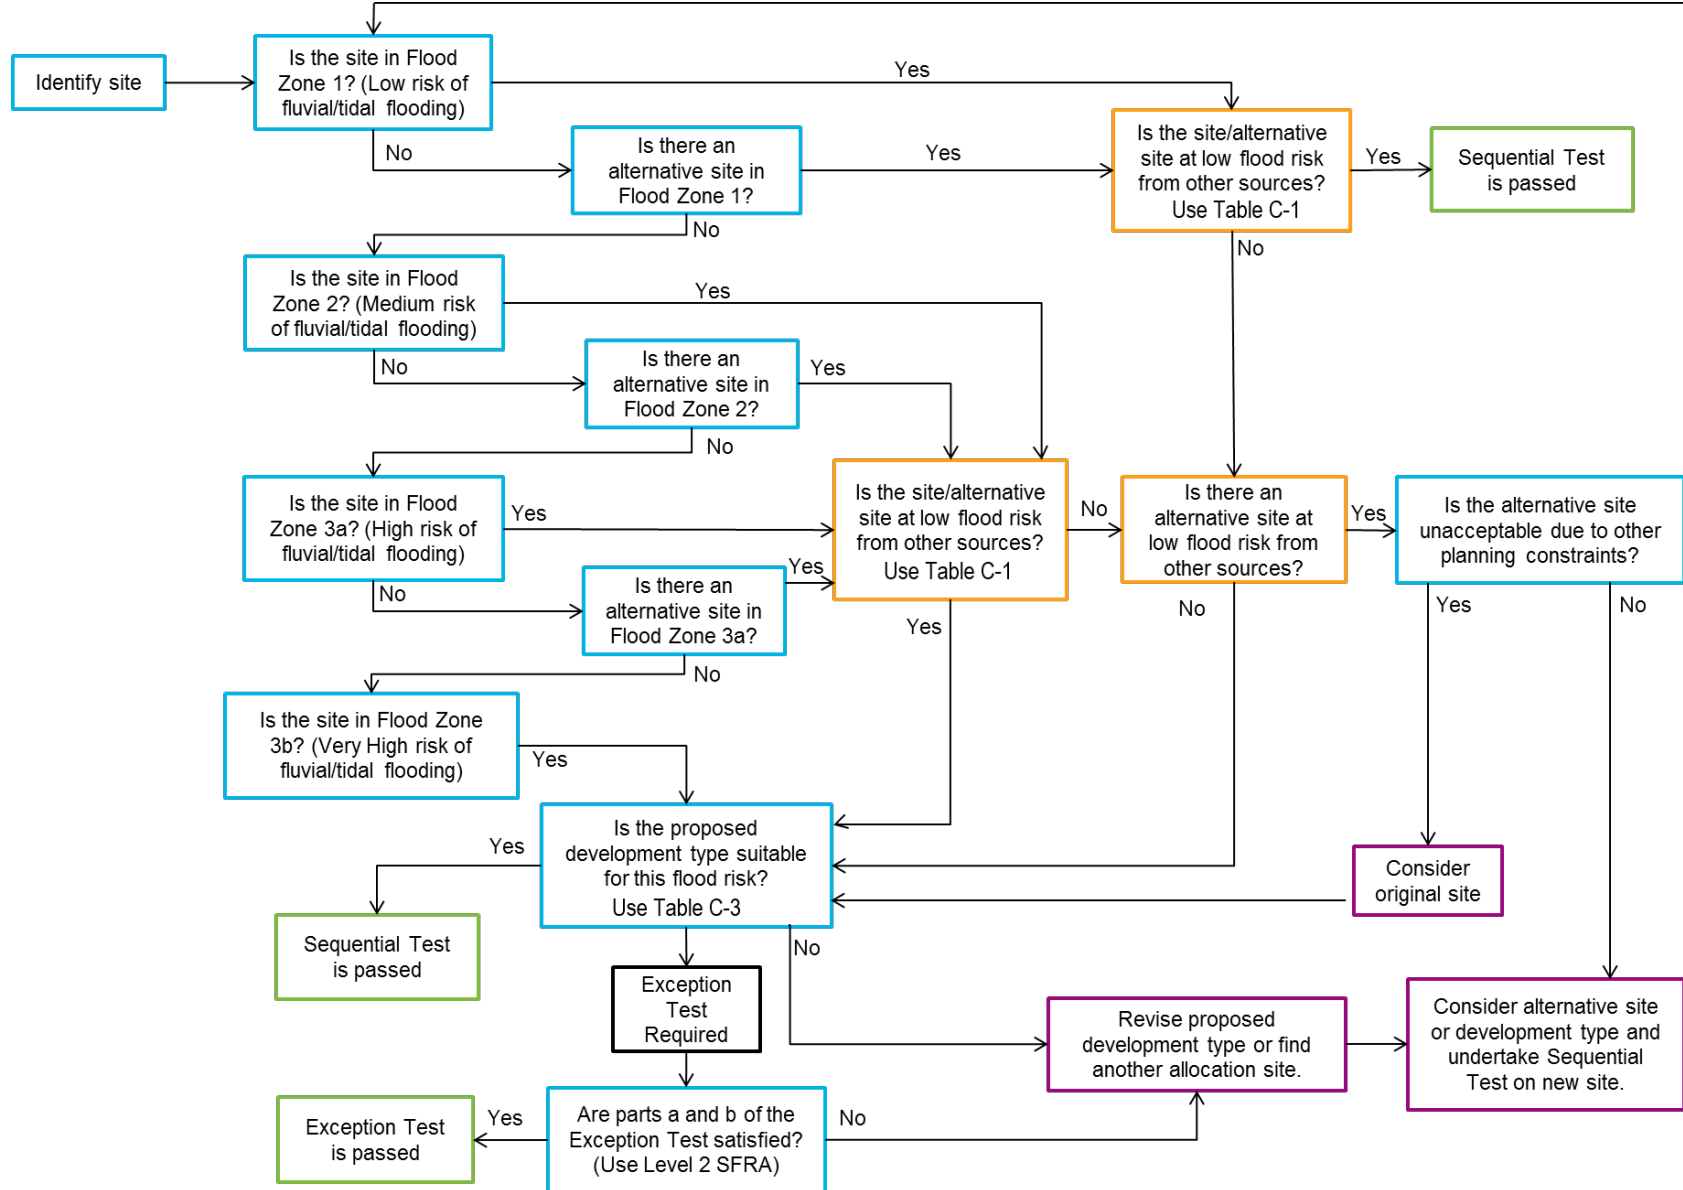 Identify site
Is the site in Flood
Zone 1? (Low risk of
fluvial/tidal flooding)
Yes
No
Is there an
alternative site in
Flood Zone 1?
Yes
No
Is the site/alternative
site at low flood risk
from other sources?
Use Table C-1
Yes
No
Sequential Test
is passed
Is the site in Flood
Zone 2? (Medium risk
of fluvial/tidal flooding)
Yes
No
Is there an
alternative site in
Flood Zone 2?
Yes
No
Is the site in Flood
Zone 3a? (High risk of
fluvial/tidal flooding)
Yes
No
Is there an
alternative site in
Flood Zone 3a?
Yes
No
Is the site/alternative
site at low flood risk
from other sources?
Use Table C-1
No
Yes
Is there an
alternative site at
low flood risk from
other sources?
Yes
No
Is the alternative site
unacceptable due to other
planning constraints?
Yes
No
Is the site in Flood Zone
3b? (Very High risk of
fluvial/tidal flooding)
Yes
Is the proposed
development type suitable
for this flood risk?
Use Table C-3
Yes
No
Consider
original site
Sequential Test
is passed
Exception
Test
Required
Revise proposed
development type or find
another allocation site.
Consider alternative site
or development type and
undertake Sequential
Test on new site.
Are parts a and b of the
Exception Test satisfied?
(Use Level 2 SFRA)
Yes
No
Exception Test
is passed